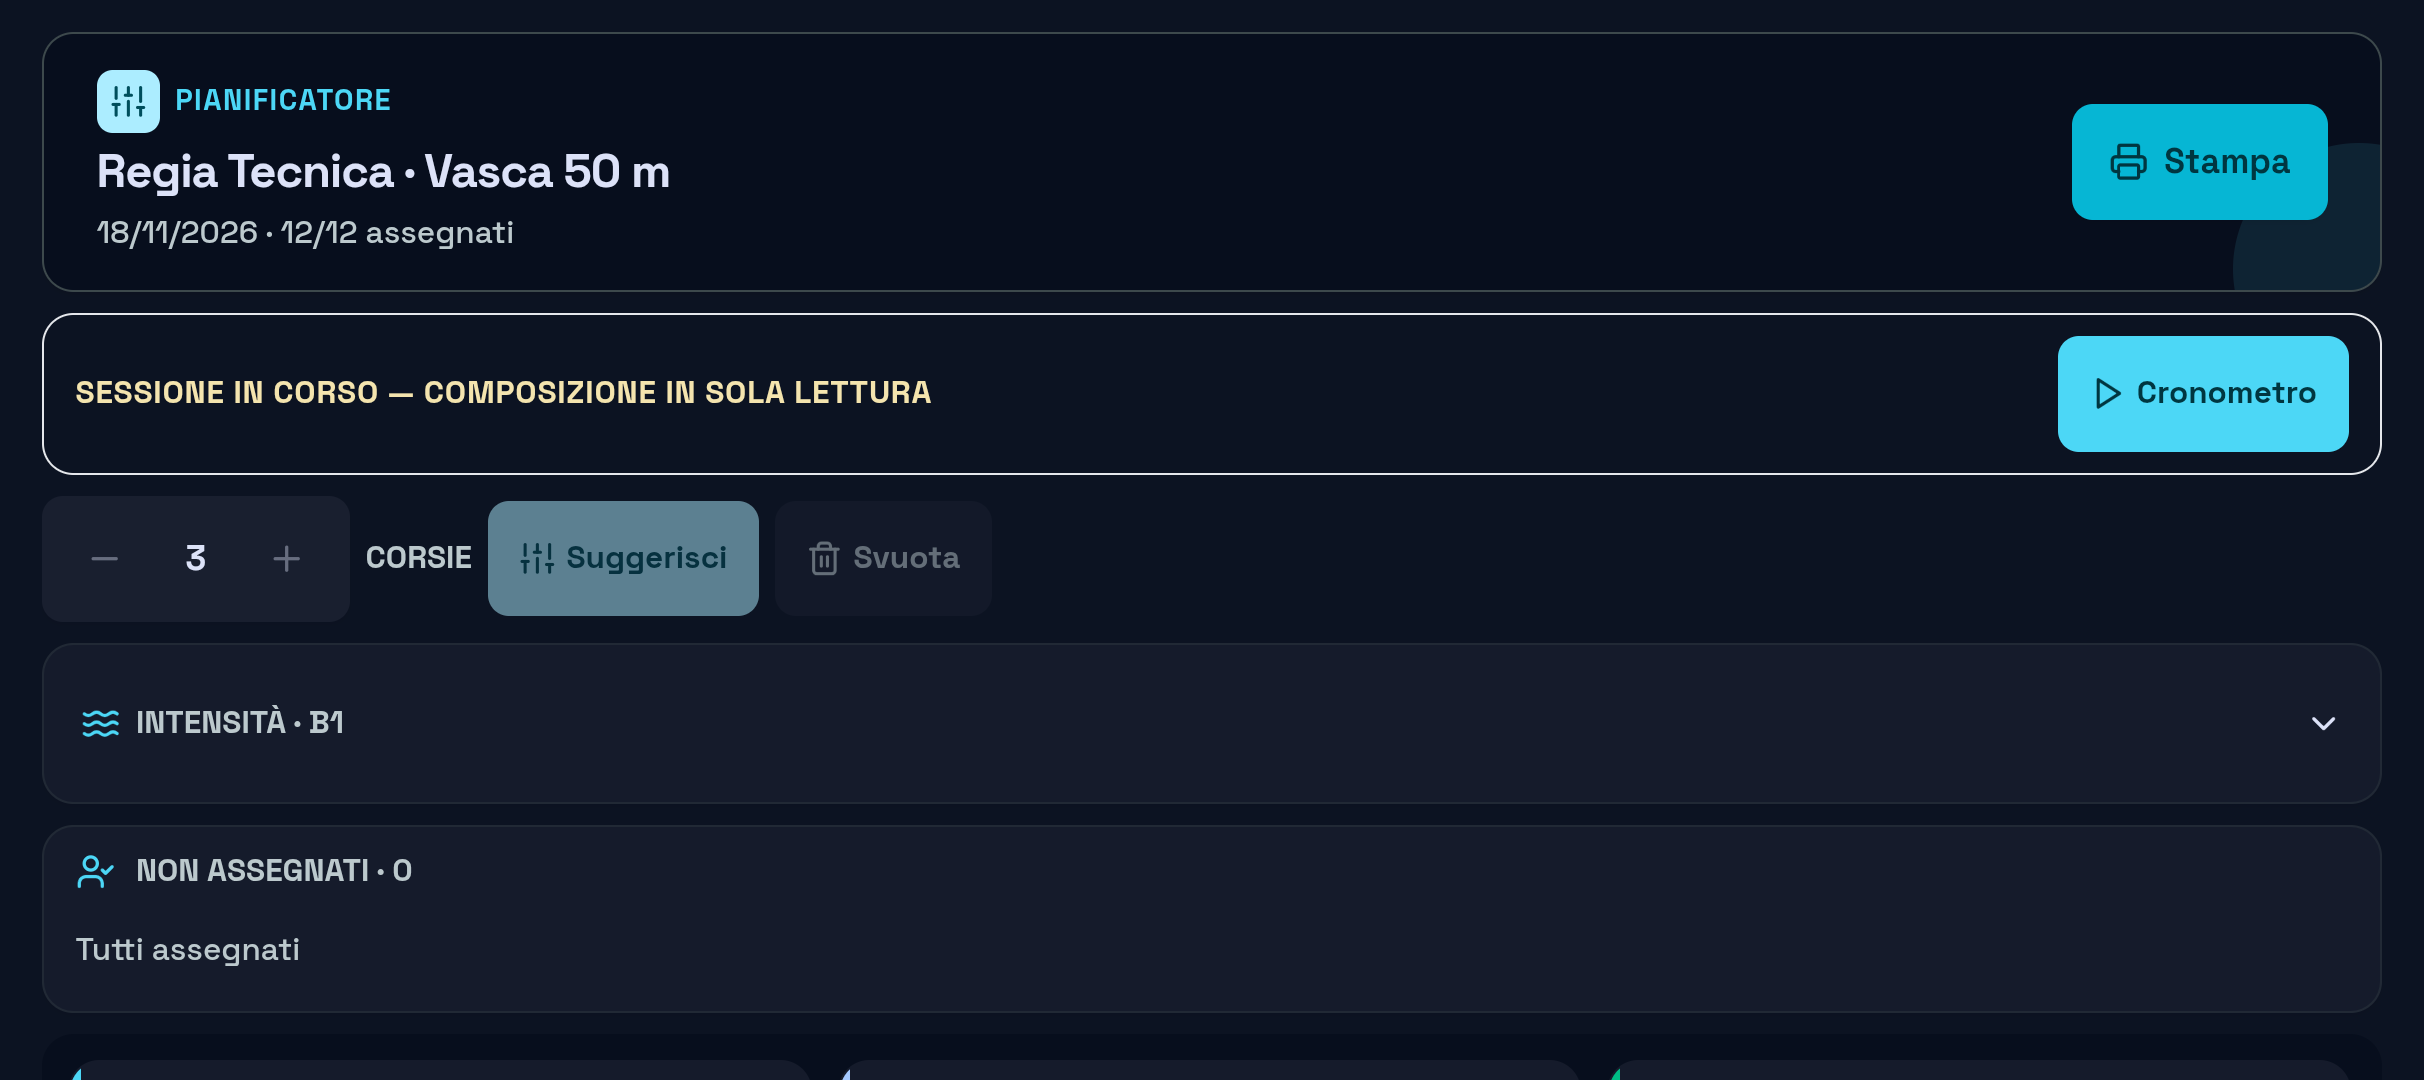 PIANIFICATORE
Regia Tecnica · Vasca 50 m
18/11/2026 · 12/12 assegnati
Stampa
SESSIONE IN CORSO — COMPOSIZIONE IN SOLA LETTURA
Cronometro
3
CORSIE
Suggerisci
Svuota
INTENSITÀ · B1
NON ASSEGNATI · 0
Tutti assegnati